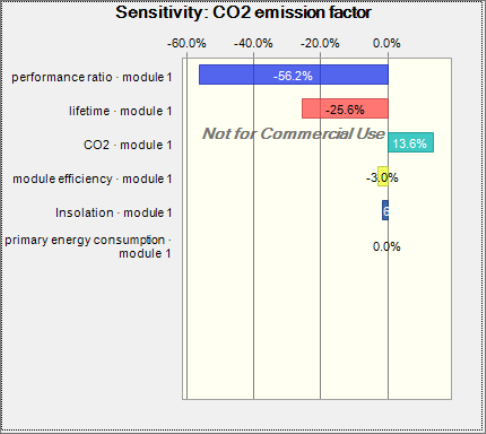 Sensitivity: CO2 emission factor
-60.0% -40.0% -20.0% 0.0%
performance ratio - module 1 -56.2%
lifetime - module 1 -25.6%
Not for Commercial Use
CO2 - module 1 13.6%
module efficiency - module 1 -3.0%
Insolation - module 1
primary energy consumption -
module 1 0.0%